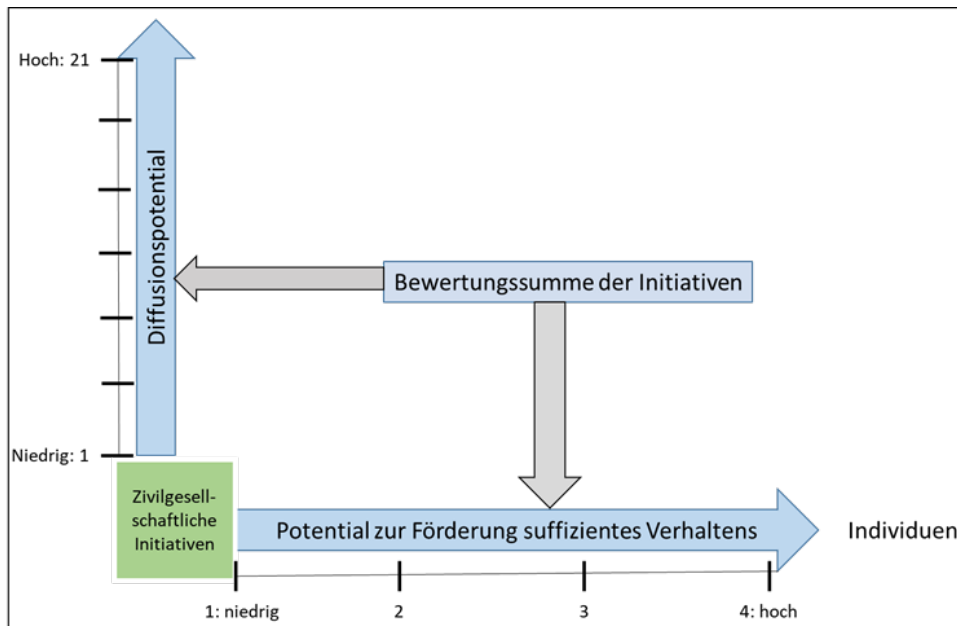 Hoch: 21
Diffusionspotential
Bewertungssumme der Initiativen
Niedrig: 1
Zivilgesell-
schaftliche
Initiativen
Potential zur Förderung suffizientes Verhaltens
Individuen
1: niedrig
2
3
4: hoch